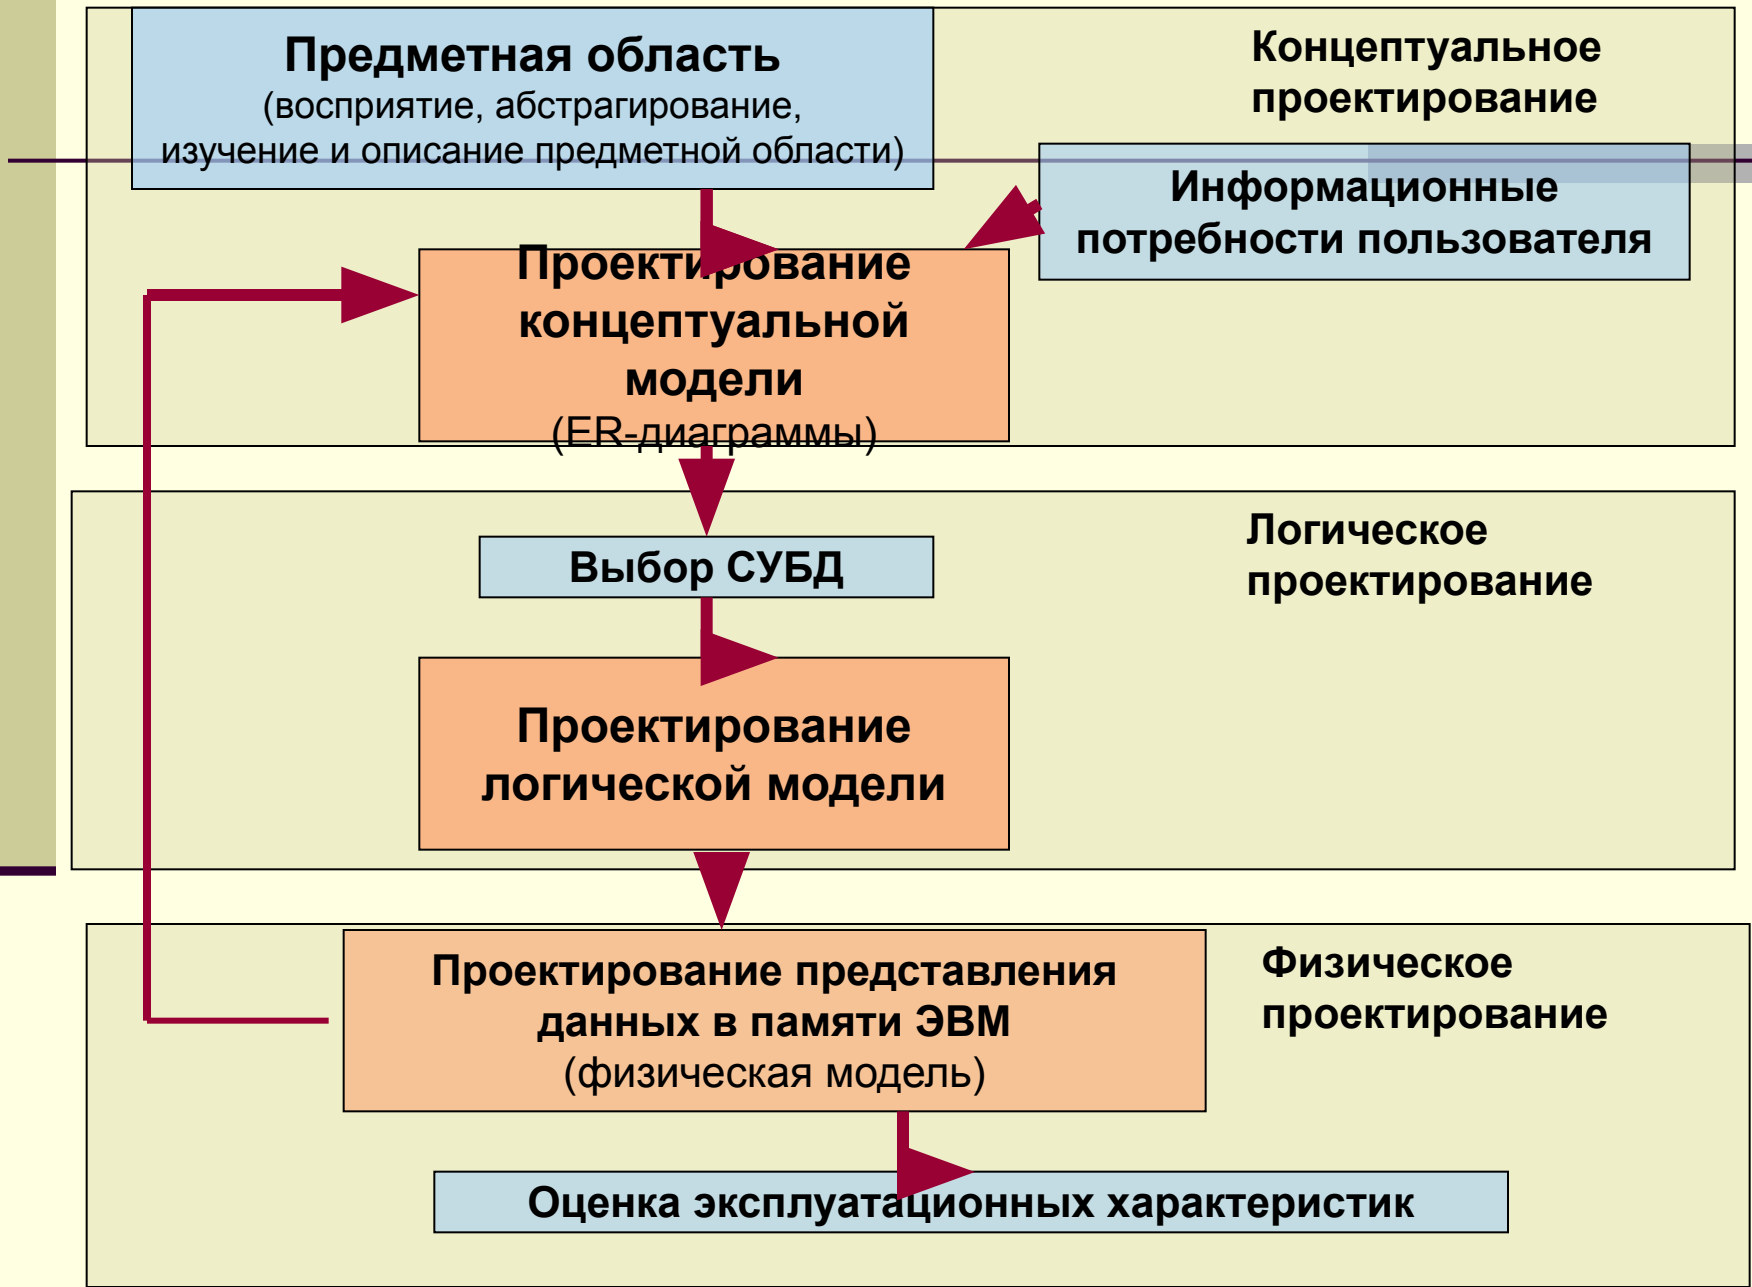 Предметная область
(восприятие, абстрагирование,
изучение и описание предметной области)
Концептуальное
проектирование
Информационные
потребности пользователя
Проектирование
концептуальной
модели
(ER-диаграммы)
Логическое
проектирование
Выбор СУБД
Проектирование
логической модели
Физическое
проектирование
Проектирование представления
данных в памяти ЭВМ
(физическая модель)
Оценка эксплуатационных характеристик